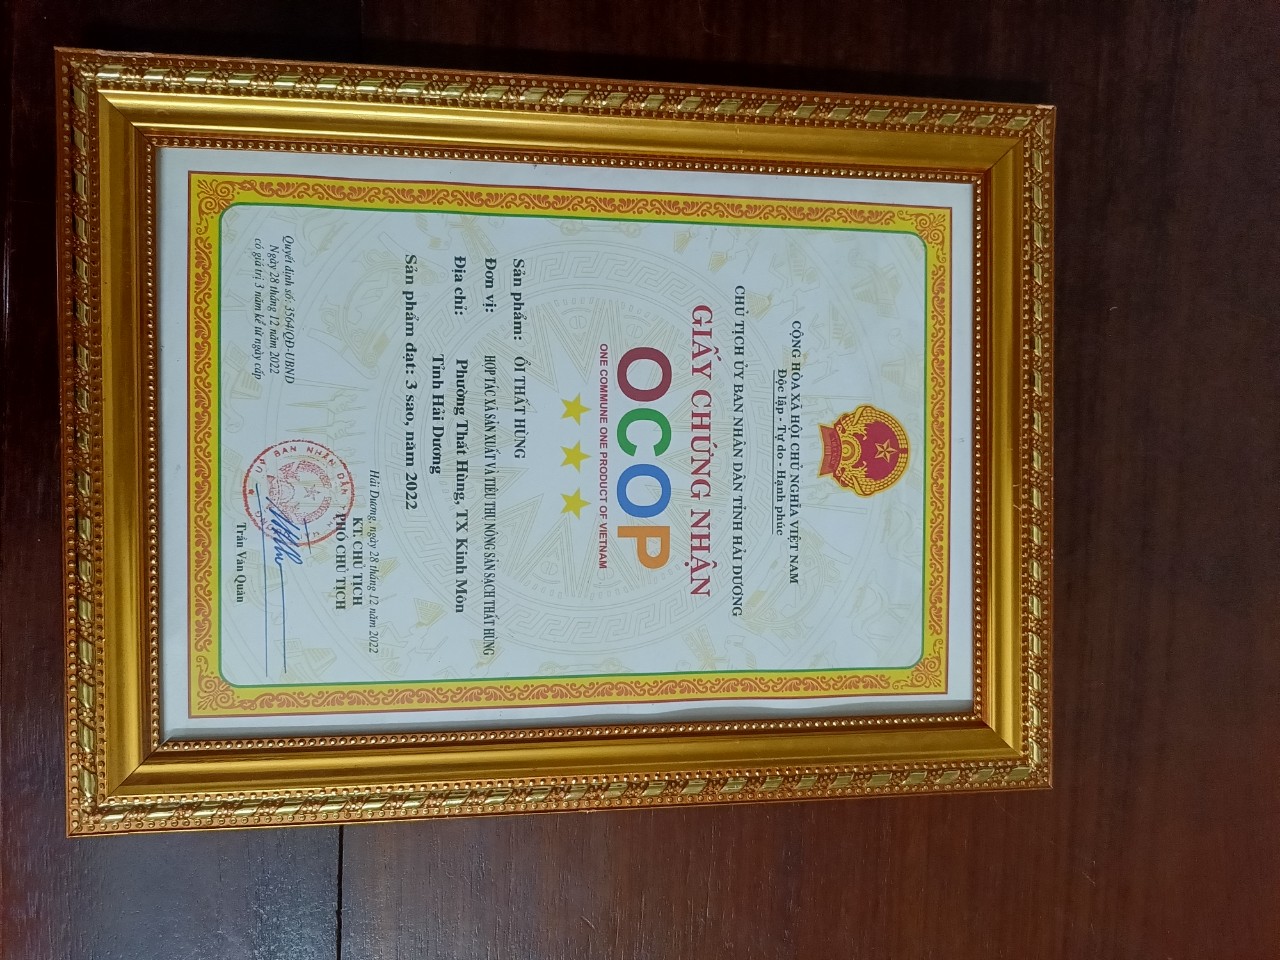 CỘNG HÒA XÃ HỘI CHỦ NGHĨA VIỆT NAM
Độc lập - Tự do - Hạnh phúc
CHỦ TỊCH ỦY BAN NHÂN DÂN TỈNH HẢI DƯƠNG
GIẤY CHỨNG NHẬN
OCOP
ONE COMMUNE ONE PRODUCT OF VIETNAM
Sản phẩm: ỔI THẤT HÙNG
Đơn vị: HỢP TÁC XÃ SẢN XUẤT VÀ TIÊU THỤ NÔNG SẢN SẠCH THẤT HÙNG
Địa chỉ: Phường Thất Hùng, TX Kinh Môn
Tỉnh Hải Dương
Sản phẩm đạt: 3 sao, năm 2022
Hải Dương, ngày 28 tháng 12 năm 2022
KT. CHỦ TỊCH
PHÓ CHỦ TỊCH
ỦY BAN NHÂN DÂN
Trần Văn Quân
Quyết định số: 3564/QĐ-UBND
Ngày 28 tháng 12 năm 2022
có giá trị 3 năm kể từ ngày cấp